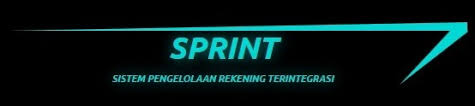 SPRINT
SISTEM PENGELOLAAN REKENING TERINTEGRASI